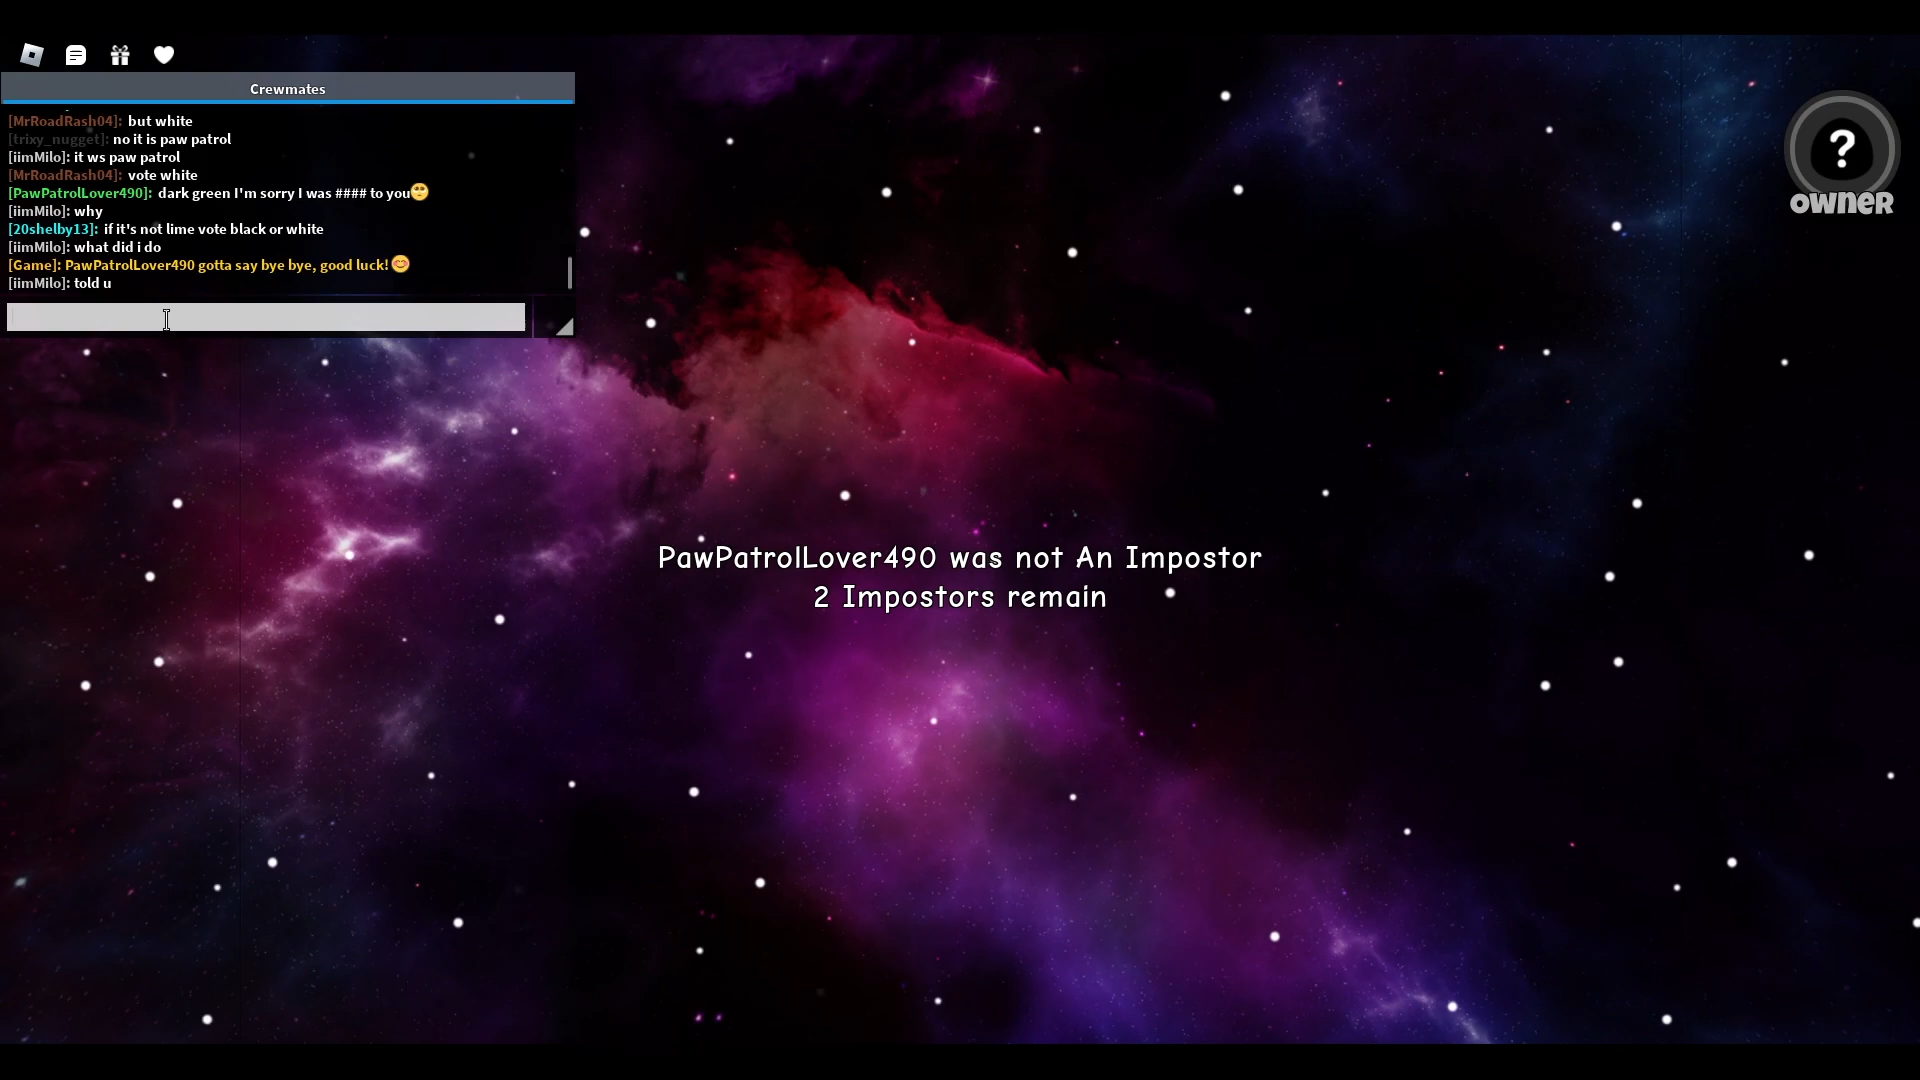 Crewmates
[MrRoadRash04]: but white
[trixy_nugget]: no it is paw patrol
[iimMilo]: it ws paw patrol
[MrRoadRash04]: vote white
[PawPatrolLover490]: dark green I'm sorry I was #### to you🥺
[iimMilo]: why
[20shelby13]: if it's not lime vote black or white
[iimMilo]: what did i do
[Game]: PawPatrolLover490 gotta say bye bye, good luck!😊
[iimMilo]: told u
?
OWNER
PawPatrolLover490 was not An Impostor
2 Impostors remain